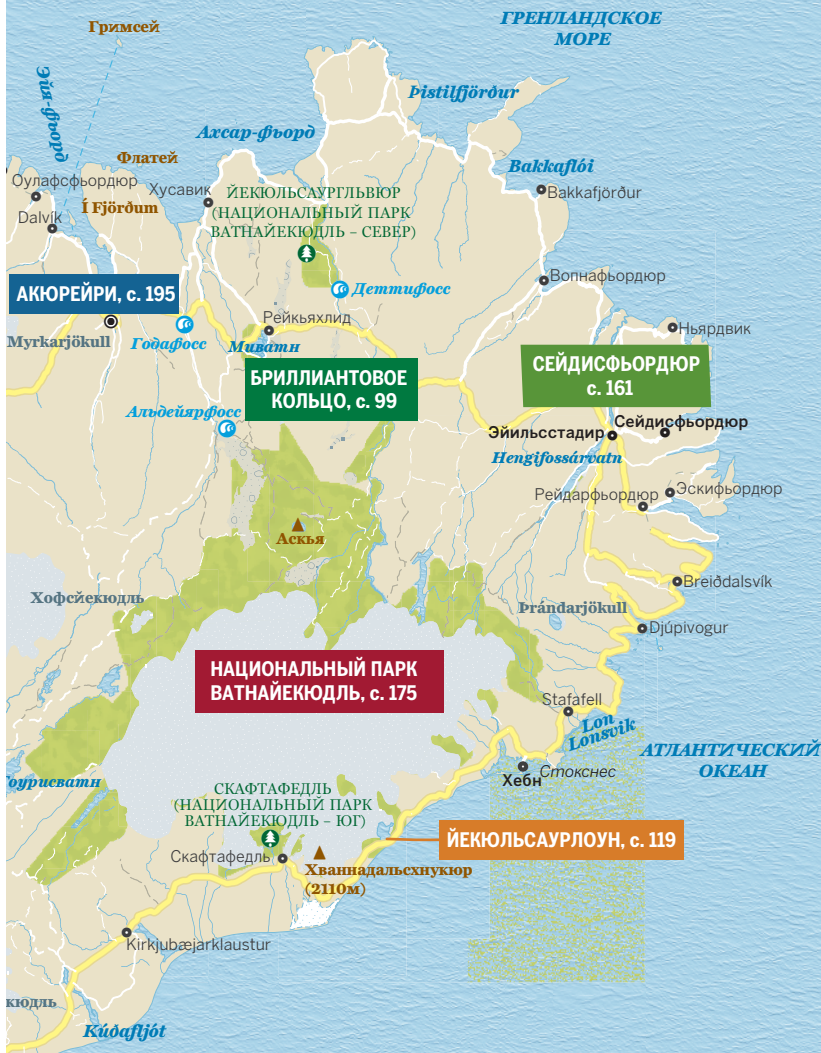 ГРЕНЛАНДСКОЕ
МОРЕ
Гримсей
Þistilfjörður
Эйя-фьорд
Ахсар-фьорд
Флатей
Bakkaflói
Оулафсфьордюр
Хусавик
Í Fjörðum
Dalvík
ЙЕКЮЛЬСАУРГЛЬВЮР
(НАЦИОНАЛЬНЫЙ ПАРК
ВАТНАЙЕКЮДЛЬ – СЕВЕР)
Bakkafjörður
Вопнафьордюр
АКЮРЕЙРИ, с. 195
Деттифосс
Рейкьяхлид
Myrkarjökull
Годафосс
Миватн
Ньярдвик
БРИЛЛИАНТОВОЕ
КОЛЬЦО, с. 99
СЕЙДИСФЬОРДЮР
с. 161
Альдейярфосс
Эйильсстадир
Сейдисфьордюр
Hengifossárvatn
Рейдарфьордюр
Эскифьордюр
Аскья
Breiðdalsvík
Хофсйекюдль
Þrándarjökull
Djúpivogur
НАЦИОНАЛЬНЫЙ ПАРК
ВАТНАЙЕКЮДЛЬ, с. 175
Stafafell
Lon
Lonsvik
АТЛАНТИЧЕСКИЙ
ОКЕАН
Хебн
Стокснес
оурисватн
СКАФТАФЕДЛЬ
(НАЦИОНАЛЬНЫЙ ПАРК
ВАТНАЙЕКЮДЛЬ – ЮГ)
ЙЕКЮЛЬСАУРЛОУН, с. 119
Скафтафедль
Хваннадальсхнукюр
(2110м)
Kirkjubæjarklaustur
кюдль
Kúðafljót